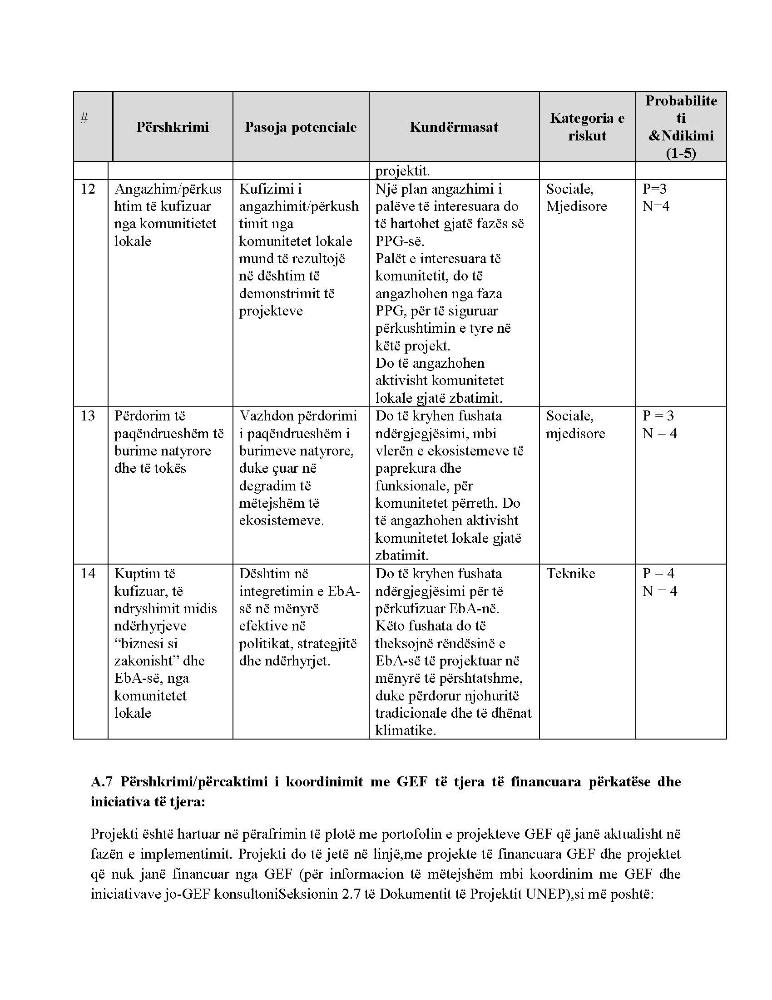 #
Përshkrimi
Pasoja potenciale
Kundërmasat
Kategoria e
riskut
Probabilite
ti
&Ndikimi
(1-5)
projektit.
12
Angazhim/përkus
htim të kufizuar
nga komunitietet
lokale
Kufizimi i
angazhimit/përkush
timit nga
komunitetet lokale
mund të rezultojë
në dështim të
demonstrimit të
projekteve
Një plan angazhimi i
palëve të interesuara do
të hartohet gjatë fazës së
PPG-së.
Palët e interesuara të
komunitetit, do të
angazhohen nga faza
PPG, për të siguruar
përkushtimin e tyre në
këtë projekt.
Do të angazhohen
aktivisht komunitetet
lokale gjatë zbatimit.
Sociale,
Mjedisore
P=3
N=4
13
Përdorim të
paqëndrueshëm të
burime natyrore
dhe të tokës
Vazhdon përdorimi
i paqëndrueshëm i
burimeve natyrore,
duke çuar në
degradim të
mëtejshëm të
ekosistemeve.
Do të kryhen fushata
ndërgjegjësimi, mbi
vlerën e ekosistemeve të
paprekura dhe
funksionale, për
komunitetet përreth. Do
të angazhohen aktivisht
komunitetet lokale gjatë
zbatimit.
Sociale,
mjedisore
P = 3
N = 4
14
Kuptim të
kufizuar, të
ndryshimit midis
ndërhyrjeve
“biznesi si
zakonisht” dhe
EbA-së, nga
komunitetet
lokale
Dështim në
integretimin e EbA-
së në mënyrë
efektive në
politikat, strategjitë
dhe ndërhyrjet.
Do të kryhen fushata
ndërgjegjësimi për të
përkufizuar EbA-në.
Këto fushata do të
theksojnë rëndësinë e
EbA-së të projektuar në
mënyrë të përshtatshme,
duke përdorur njohuritë
tradicionale dhe të dhënat
klimatike.
Teknike
P = 4
N = 4
A.7 Përshkrimi/përcaktimi i koordinimit me GEF të tjera të financuara përkatëse dhe
iniciativa të tjera:
Projekti është hartuar në përafrimin të plotë me portofolin e projekteve GEF që janë aktualisht në
fazën e implementimit. Projekti do të jetë në linjë,me projekte të financuara GEF dhe projektet
që nuk janë financuar nga GEF (për informacion të mëtejshëm mbi koordinim me GEF dhe
iniciativave jo-GEF konsultoniSeksionin 2.7 të Dokumentit të Projektit UNEP),si më poshtë: